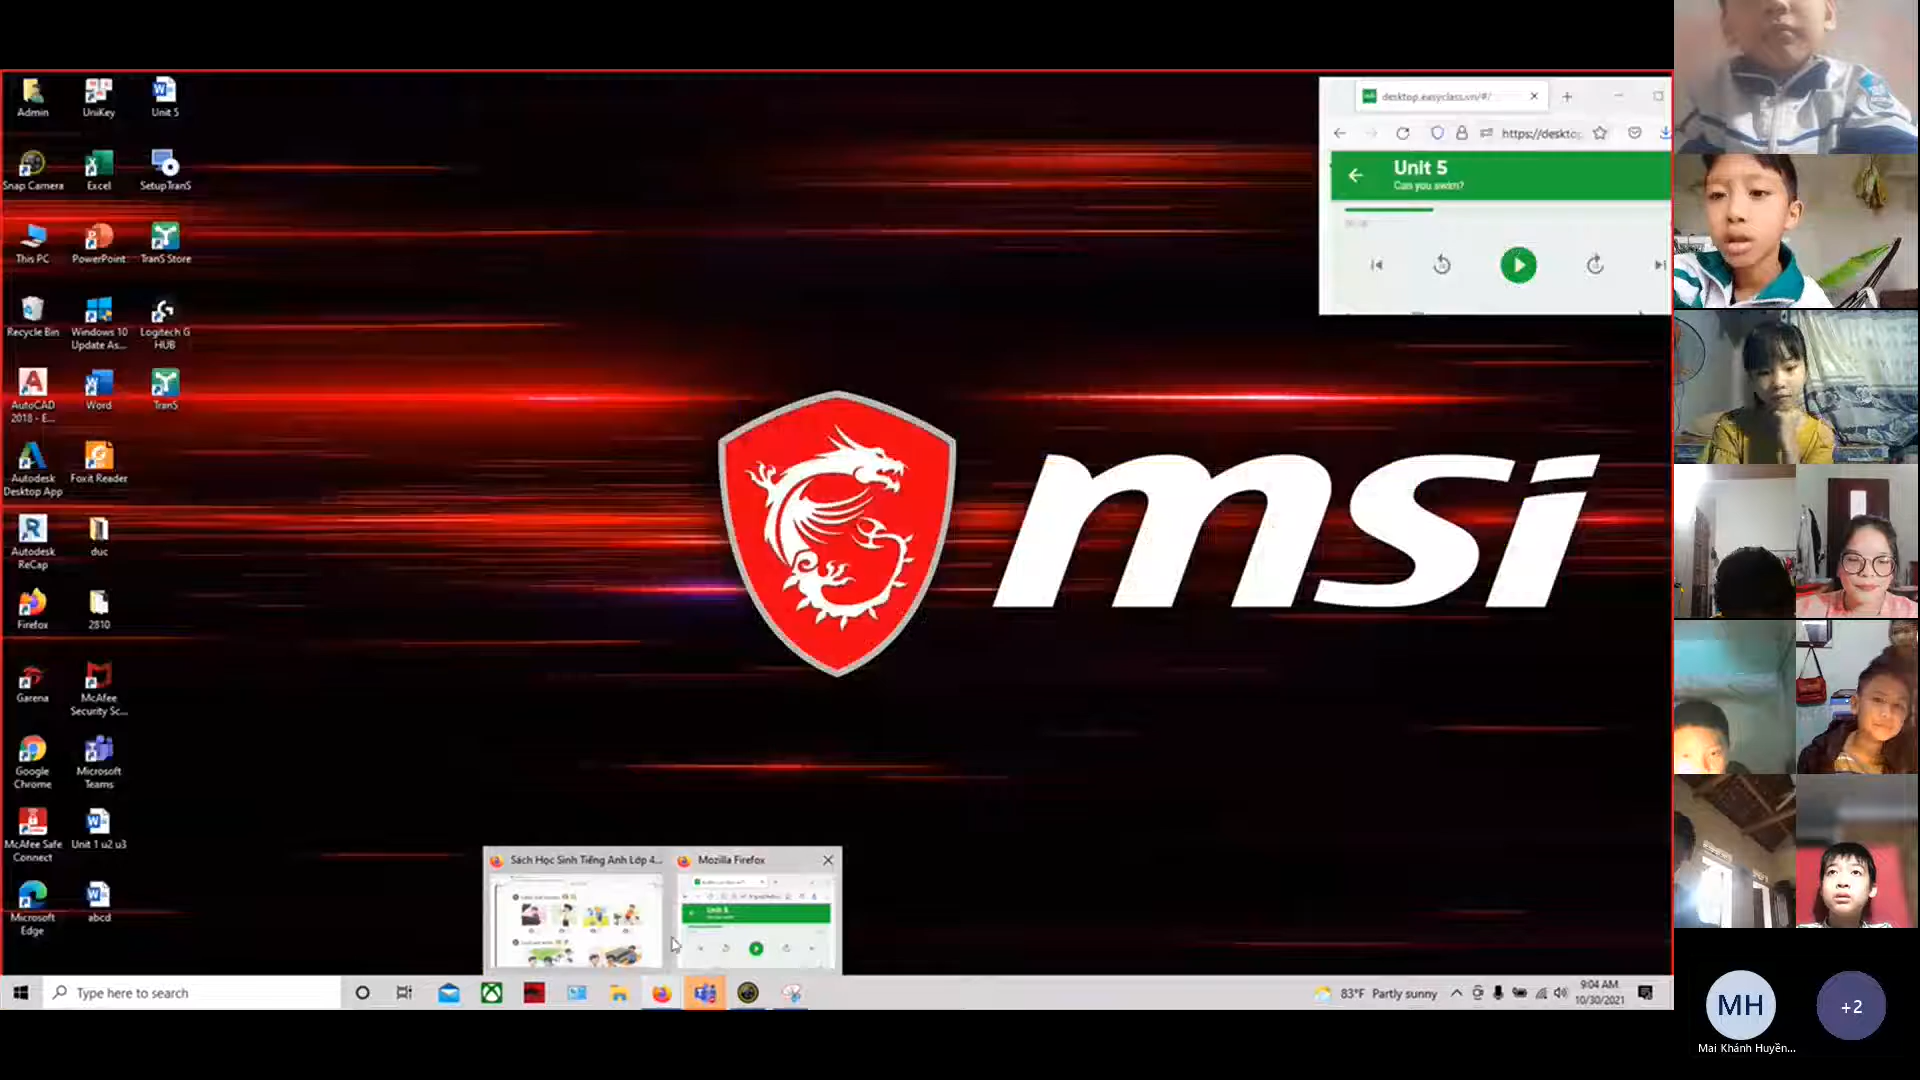 Admin
UniKey
Unit 5
Snap Camera
Excel
SetupTranS
This PC
PowerPoint
TranS Store
Recycle Bin
Windows 10
Update As...
Logitech G
HUB
AutoCAD
2018 - E...
Word
TranS
Autodesk
Desktop App
Foxit Reader
Autodesk
ReCap
duc
Firefox
2810
Garena
McAfee
Security Sc...
Google
Chrome
Microsoft
Teams
McAfee Safe
Connect
Unit 1 u2 u3
Microsoft
Edge
abcd
desktop.easyclass.vn/#/
https://deskto
Unit 5
Can you swim?
msi
Sách Học Sinh Tiếng Anh Lớp 4...
Mozilla Firefox
Unit 5
Type here to search
83°F Partly sunny
9:04 AM
10/30/2021
MH
+2
Mai Khánh Huyền...